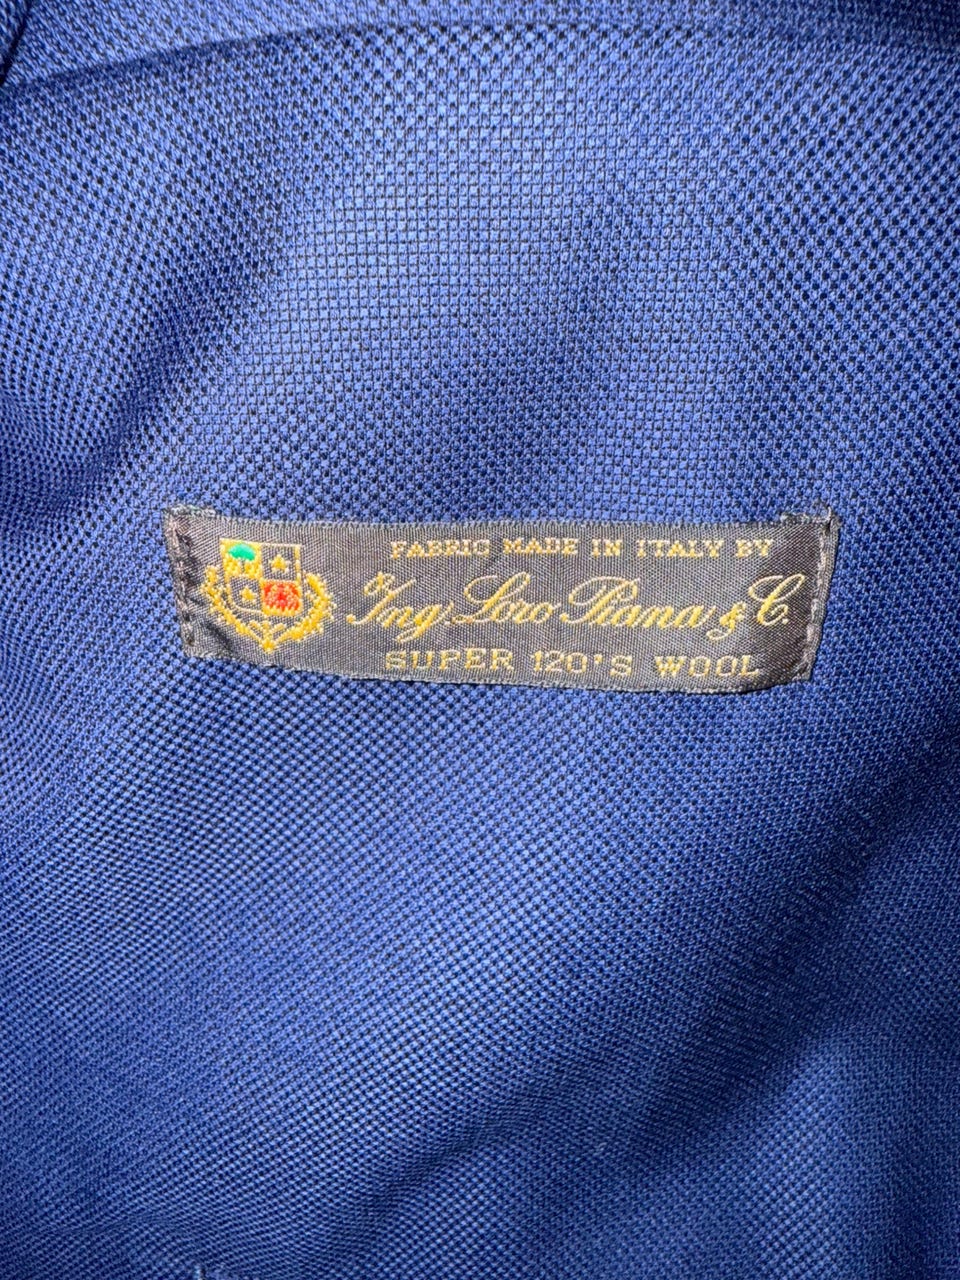 FABRIC MADE IN ITALY BY
Ing. Loro Piana & C.
SUPER 120'S WOOL